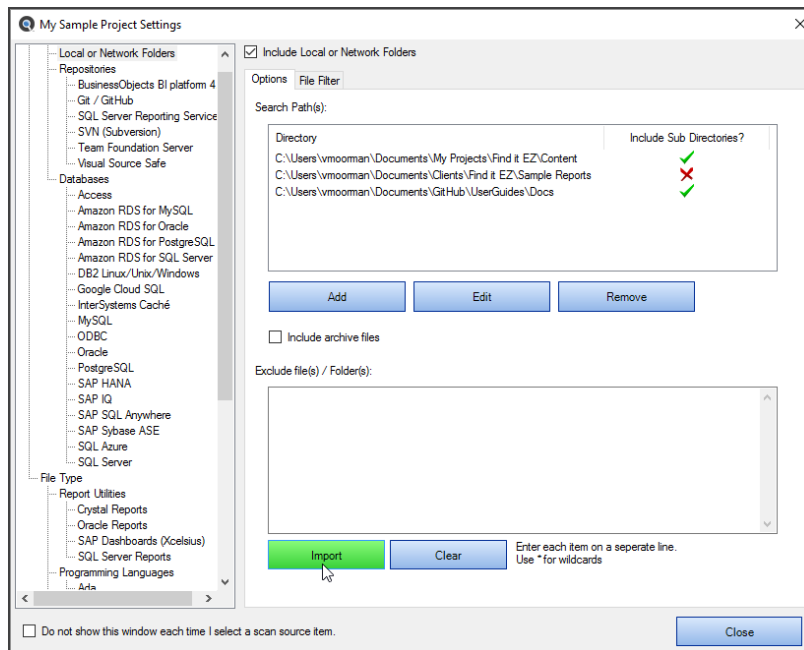 My Sample Project Settings
Local or Network Folders
Repositories
BusinessObjects BI platform 4
Git / GitHub
SQL Server Reporting Service
SVN (Subversion)
Team Foundation Server
Visual Source Safe
Databases
Access
Amazon RDS for MySQL
Amazon RDS for Oracle
Amazon RDS for PostgreSQL
Amazon RDS for SQL Server
DB2 Linux/Unix/Windows
Google Cloud SQL
InterSystems Caché
MySQL
ODBC
Oracle
PostgreSQL
SAP HANA
SAP IQ
SAP SQL Anywhere
SAP Sybase ASE
SQL Azure
SQL Server
File Type
Report Utilities
Crystal Reports
Oracle Reports
SAP Dashboards (Xcelsius)
SQL Server Reports
Programming Languages
Ada
Include Local or Network Folders
Options File Filter
Search Path(s):
Directory Include Sub Directories?
C:\Users\vmoorman\Documents\My Projects\Find it EZ\Content
C:\Users\vmoorman\Documents\Clients\Find it EZ\Sample Reports
C:\Users\vmoorman\Documents\GitHub\UserGuides\Docs
Add Edit Remove
Include archive files
Exclude file(s) / Folder(s):
Import Clear
Enter each item on a seperate line.
Use * for wildcards
Do not show this window each time I select a scan source item.
Close